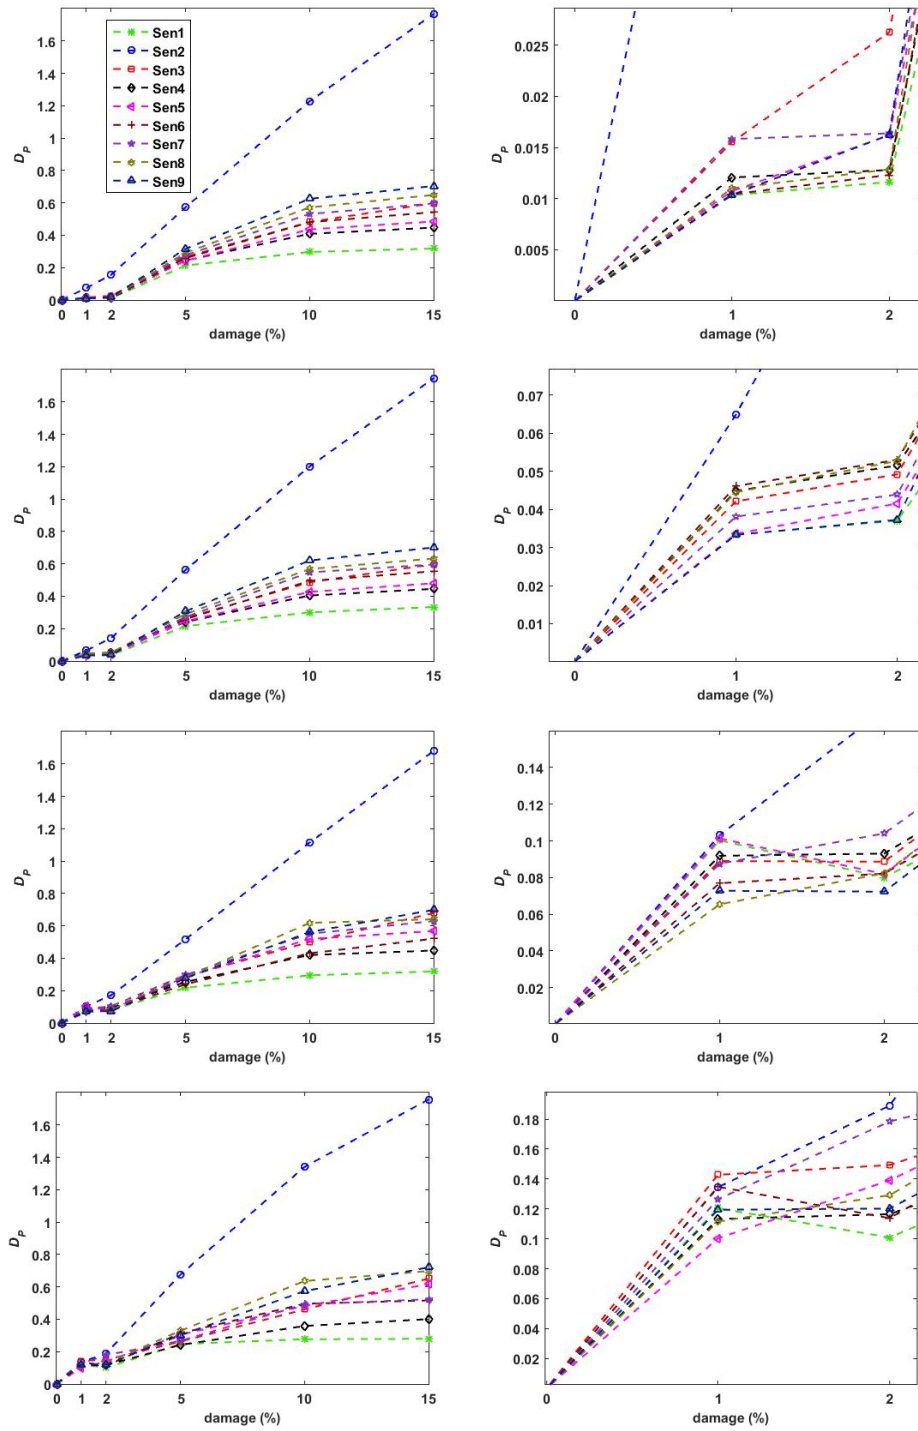 1.6
1.4
1.2
1
0.8
0.6
0.4
0.2
0
D_P
Sen1
Sen2
Sen3
Sen4
Sen5
Sen6
Sen7
Sen8
Sen9
0 1 2 5 10 15
damage (%)
0.025
0.02
0.015
0.01
0.005
D_P
0 1 2
damage (%)
1.6
1.4
1.2
1
0.8
0.6
0.4
0.2
0
D_P
0 1 2 5 10 15
damage (%)
0.07
0.06
0.05
0.04
0.03
0.02
0.01
D_P
0 1 2
damage (%)
1.6
1.4
1.2
1
0.8
0.6
0.4
0.2
0
D_P
0 1 2 5 10 15
damage (%)
0.14
0.12
0.1
0.08
0.06
0.04
0.02
D_P
0 1 2
damage (%)
1.6
1.4
1.2
1
0.8
0.6
0.4
0.2
0
D_P
0 1 2 5 10 15
damage (%)
0.18
0.16
0.14
0.12
0.1
0.08
0.06
0.04
0.02
D_P
0 1 2
damage (%)